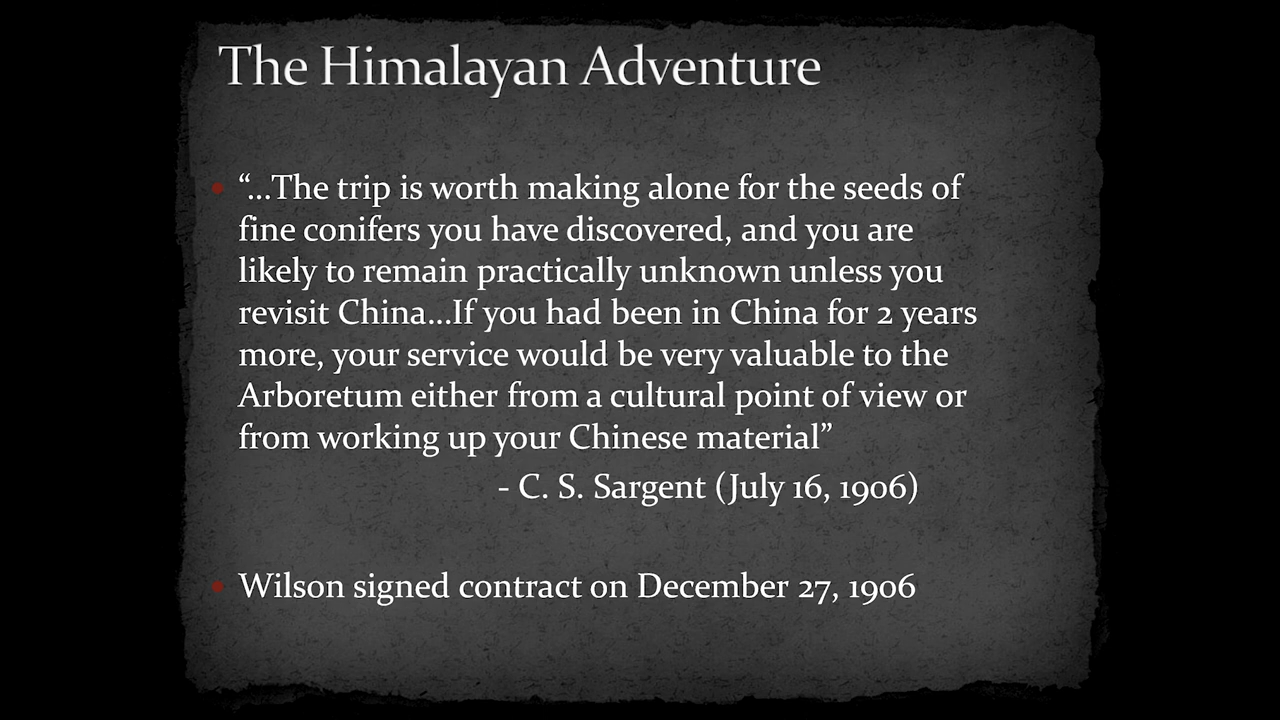 The Himalayan Adventure
• “...The trip is worth making alone for the seeds of
fine conifers you have discovered, and you are
likely to remain practically unknown unless you
revisit China...If you had been in China for 2 years
more, your service would be very valuable to the
Arboretum either from a cultural point of view or
from working up your Chinese material”
- C. S. Sargent (July 16, 1906)
• Wilson signed contract on December 27, 1906